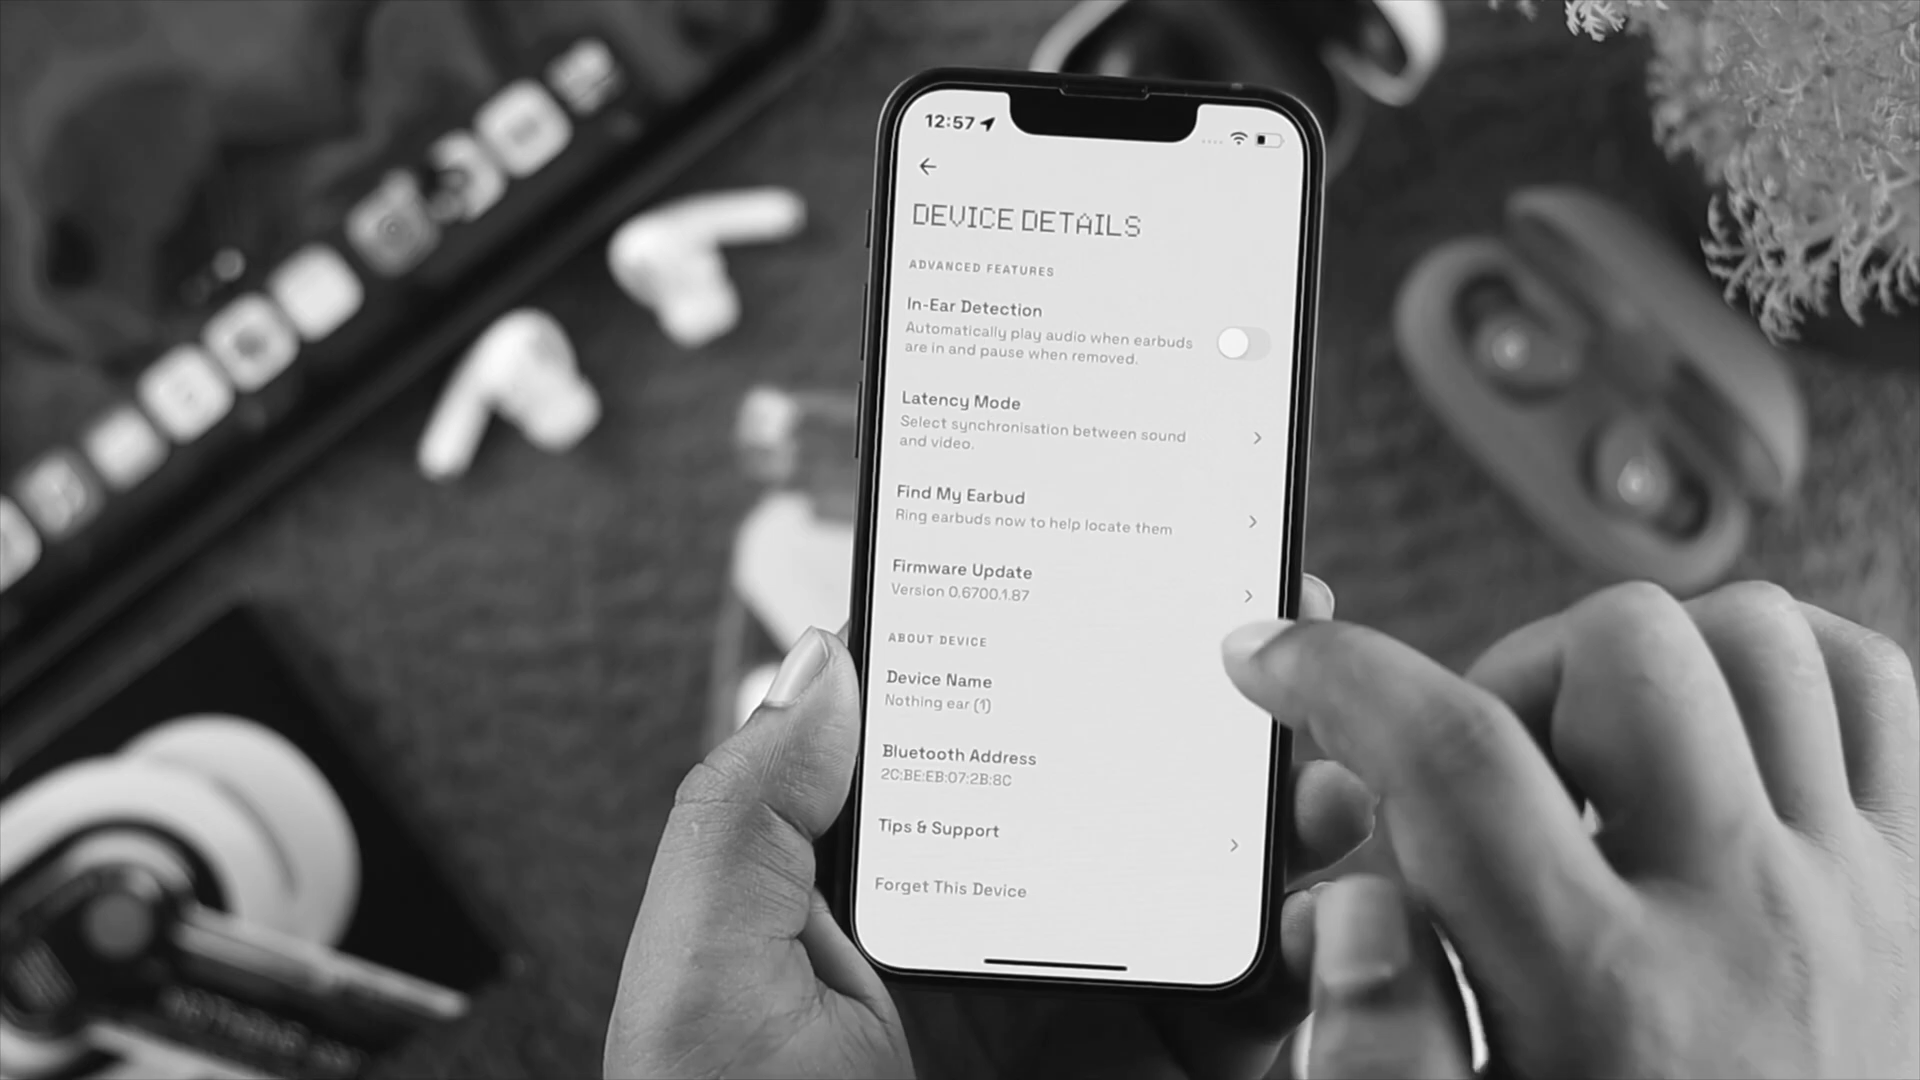 12:57
DEVICE DETAILS
ADVANCED FEATURES
In-Ear Detection
Automatically play audio when earbuds
are in and pause when removed.
Latency Mode
Select synchronisation between sound
and video.
Find My Earbud
Ring earbuds now to help locate them
Firmware Update
Version 0.6700.1.87
ABOUT DEVICE
Device Name
Nothing ear (1)
Bluetooth Address
2C:BE:EB:07:2B:8C
Tips & Support
Forget This Device